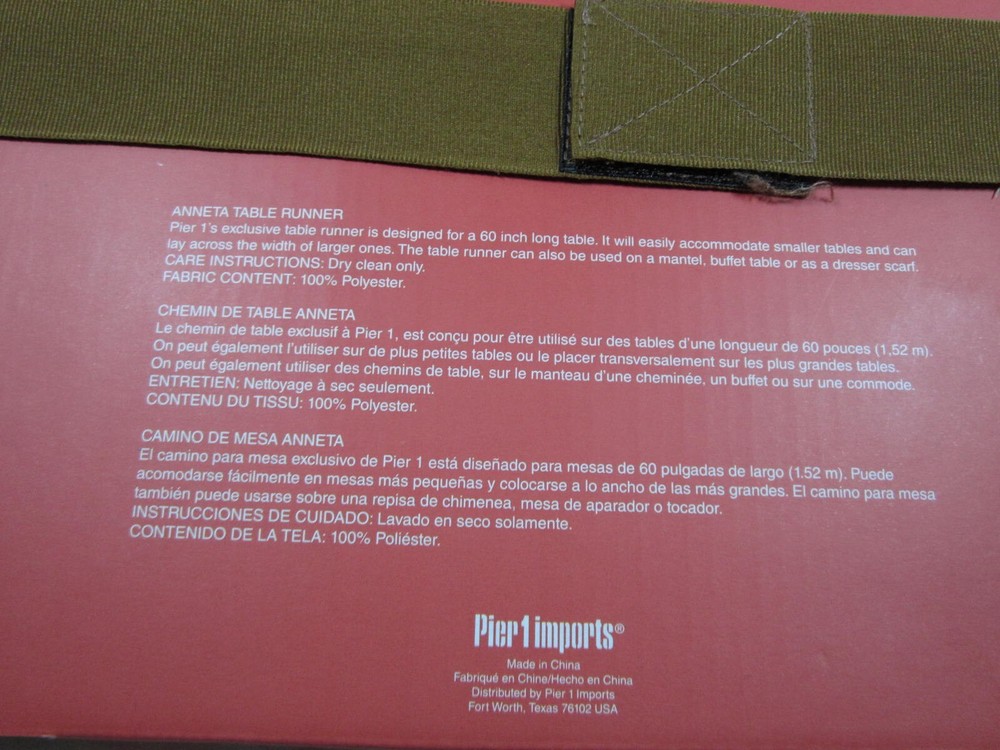 ANNETA TABLE RUNNER
Pier 1's exclusive table runner is designed for a 60 inch long table. It will easily accommodate smaller tables and can
lay across the width of larger ones. The table runner can also be used on a mantel, buffet table or as a dresser scarf.
CARE INSTRUCTIONS: Dry clean only.
FABRIC CONTENT: 100% Polyester.
CHEMIN DE TABLE ANNETA
Le chemin de table exclusif à Pier 1, est conçu pour être utilisé sur des tables d'une longueur de 60 pouces (1,52 m).
On peut également l'utiliser sur de plus petites tables ou le placer transversalement sur les plus grandes tables.
On peut également utiliser des chemins de table, sur le manteau d'une cheminée, un buffet ou sur une commode.
ENTRETIEN: Nettoyage à sec seulement.
CONTENU DU TISSU: 100% Polyester.
CAMINO DE MESA ANNETA
El camino para mesa exclusivo de Pier 1 está diseñado para mesas de 60 pulgadas de largo (1.52 m). Puede
acomodarse fácilmente en mesas más pequeñas y colocarse a lo ancho de las más grandes. El camino para mesa
también puede usarse sobre una repisa de chimenea, mesa de aparador o tocador.
INSTRUCCIONES DE CUIDADO: Lavado en seco solamente.
CONTENIDO DE LA TELA: 100% Poliéster.
Pier 1 imports®
Made in China
Fabriqué en Chine/Hecho en China
Distributed by Pier 1 Imports
Fort Worth, Texas 76102 USA